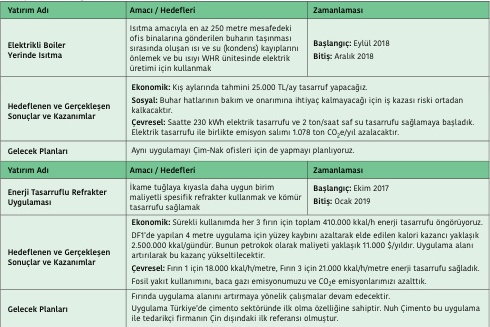 Yatırım Adı
Amacı / Hedefleri
Zamanlaması
Elektrikli Boiler
Yerinde Isıtma
Isıtma amacıyla en az 250 metre mesafedeki
ofis binalarına gönderilen buharın taşınması
sırasında oluşan ısı ve su (kondens) kayıplarını
önlemek ve bu ısıyı WHR ünitesinde elektrik
üretimi için kullanmak
Başlangıç: Eylül 2018
Bitiş: Aralık 2018
Hedeflenen ve Gerçekleşen
Sonuçlar ve Kazanımlar
Ekonomik: Kış aylarında tahmini 25.000 TL/ay tasarruf yapacağız.
Sosyal: Buhar hatlarının bakım ve onarımına ihtiyaç kalmayacağı için iş kazası riski ortadan
kalkacaktır.
Çevresel: Saatte 230 kWh elektrik tasarrufu ve 2 ton/saat saf su tasarrufu sağlamaya başladık.
Elektrik tasarrufu ile birlikte emisyon salımı 1.078 ton CO₂e/yıl azalacaktır.
Gelecek Planları
Aynı uygulamayı Çim-Nak ofisleri için de yapmayı planlıyoruz.
Yatırım Adı
Amacı / Hedefleri
Zamanlaması
Enerji Tasarruflu Refrakter
Uygulaması
İkame tuğlaya kıyasla daha uygun birim
maliyetli spesifik refrakter kullanmak ve kömür
tasarrufu sağlamak
Başlangıç: Ekim 2017
Bitiş: Ocak 2019
Hedeflenen ve Gerçekleşen
Sonuçlar ve Kazanımlar
Ekonomik: Sürekli kullanımda her 3 fırın için toplam 410.000 kkal/h enerji tasarrufu öngörüyoruz.
DF1'de yapılan 4 metre uygulama için yüzey kaybını azaltarak elde edilen kalori kazancı yaklaşık
2.500.000 kkal/gündür. Bunun petrokok olarak maliyeti yaklaşık 11.000 $/yıldır. Uygulama alanı
artırılarak bu kazanç yükseltilecektir.
Çevresel: Fırın 1 için 18.000 kkal/h/metre, Fırın 3 için 21.000 kkal/h/metre enerji tasarrufu sağladık.
Fosil yakıt kullanımını, baca gazı emisyonumuzu ve CO₂e emisyonlarımızı azalttık.
Gelecek Planları
Fırında uygulama alanını artırmaya yönelik çalışmalar devam edecektir.
Uygulama Türkiye'de çimento sektöründe ilk olma özelliğine sahiptir. Nuh Çimento bu uygulama
ile tedarikçi firmanın Çin dışındaki ilk referansı olmuştur.